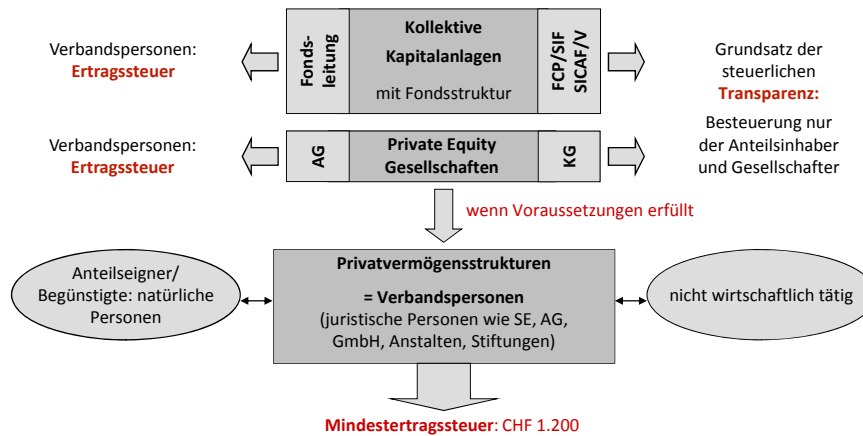 Verbandspersonen:
Ertragssteuer
Fonds-
leitung
Kollektive
Kapitalanlagen
mit Fondsstruktur
FCP/SIF
SICAF/V
Grundsatz der
steuerlichen
Transparenz:
Besteuerung nur
der Anteilsinhaber
und Gesellschafter
Verbandspersonen:
Ertragssteuer
AG
Private Equity
Gesellschaften
KG
wenn Voraussetzungen erfüllt
Anteilseigner/
Begünstigte: natürliche
Personen
Privatvermögensstrukturen
= Verbandspersonen
(juristische Personen wie SE, AG,
GmbH, Anstalten, Stiftungen)
nicht wirtschaftlich tätig
Mindestertragssteuer: CHF 1.200